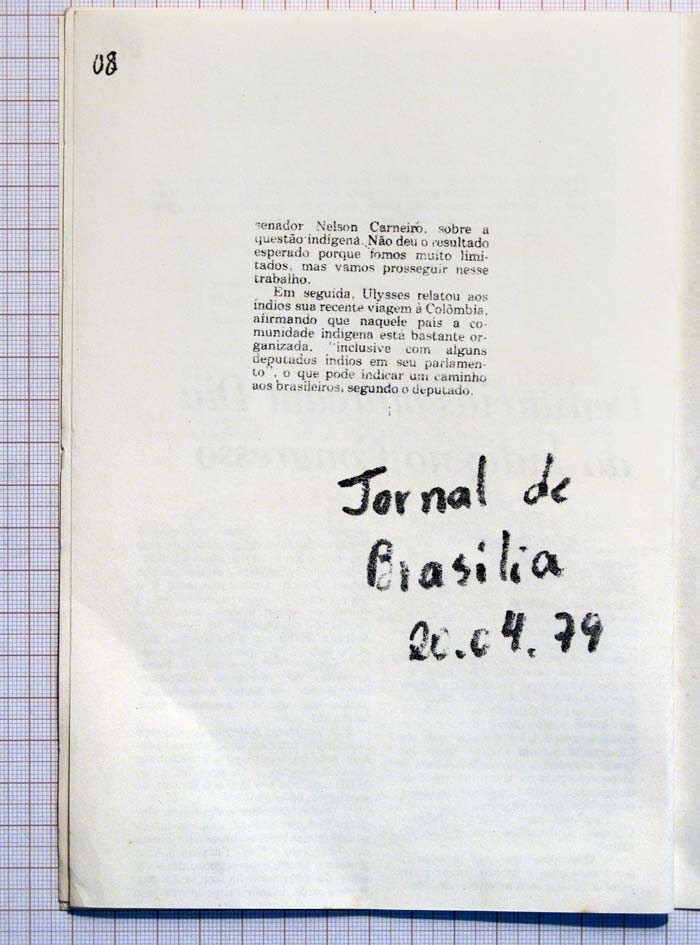 08
senador Nelson Carneiro, sobre a
questão indígena. Não deu o resultado
esperado porque fomos muito limi-
tados, mas vamos prosseguir nesse
trabalho.
Em seguida, Ulysses relatou aos
índios sua recente viagem à Colômbia,
afirmando que naquele país a co-
munidade indígena está bastante or-
ganizada, "inclusive com alguns
deputados índios em seu parlamen-
to", o que pode indicar um caminho
aos brasileiros, segundo o deputado.
Jornal de
Brasília
20.04.79